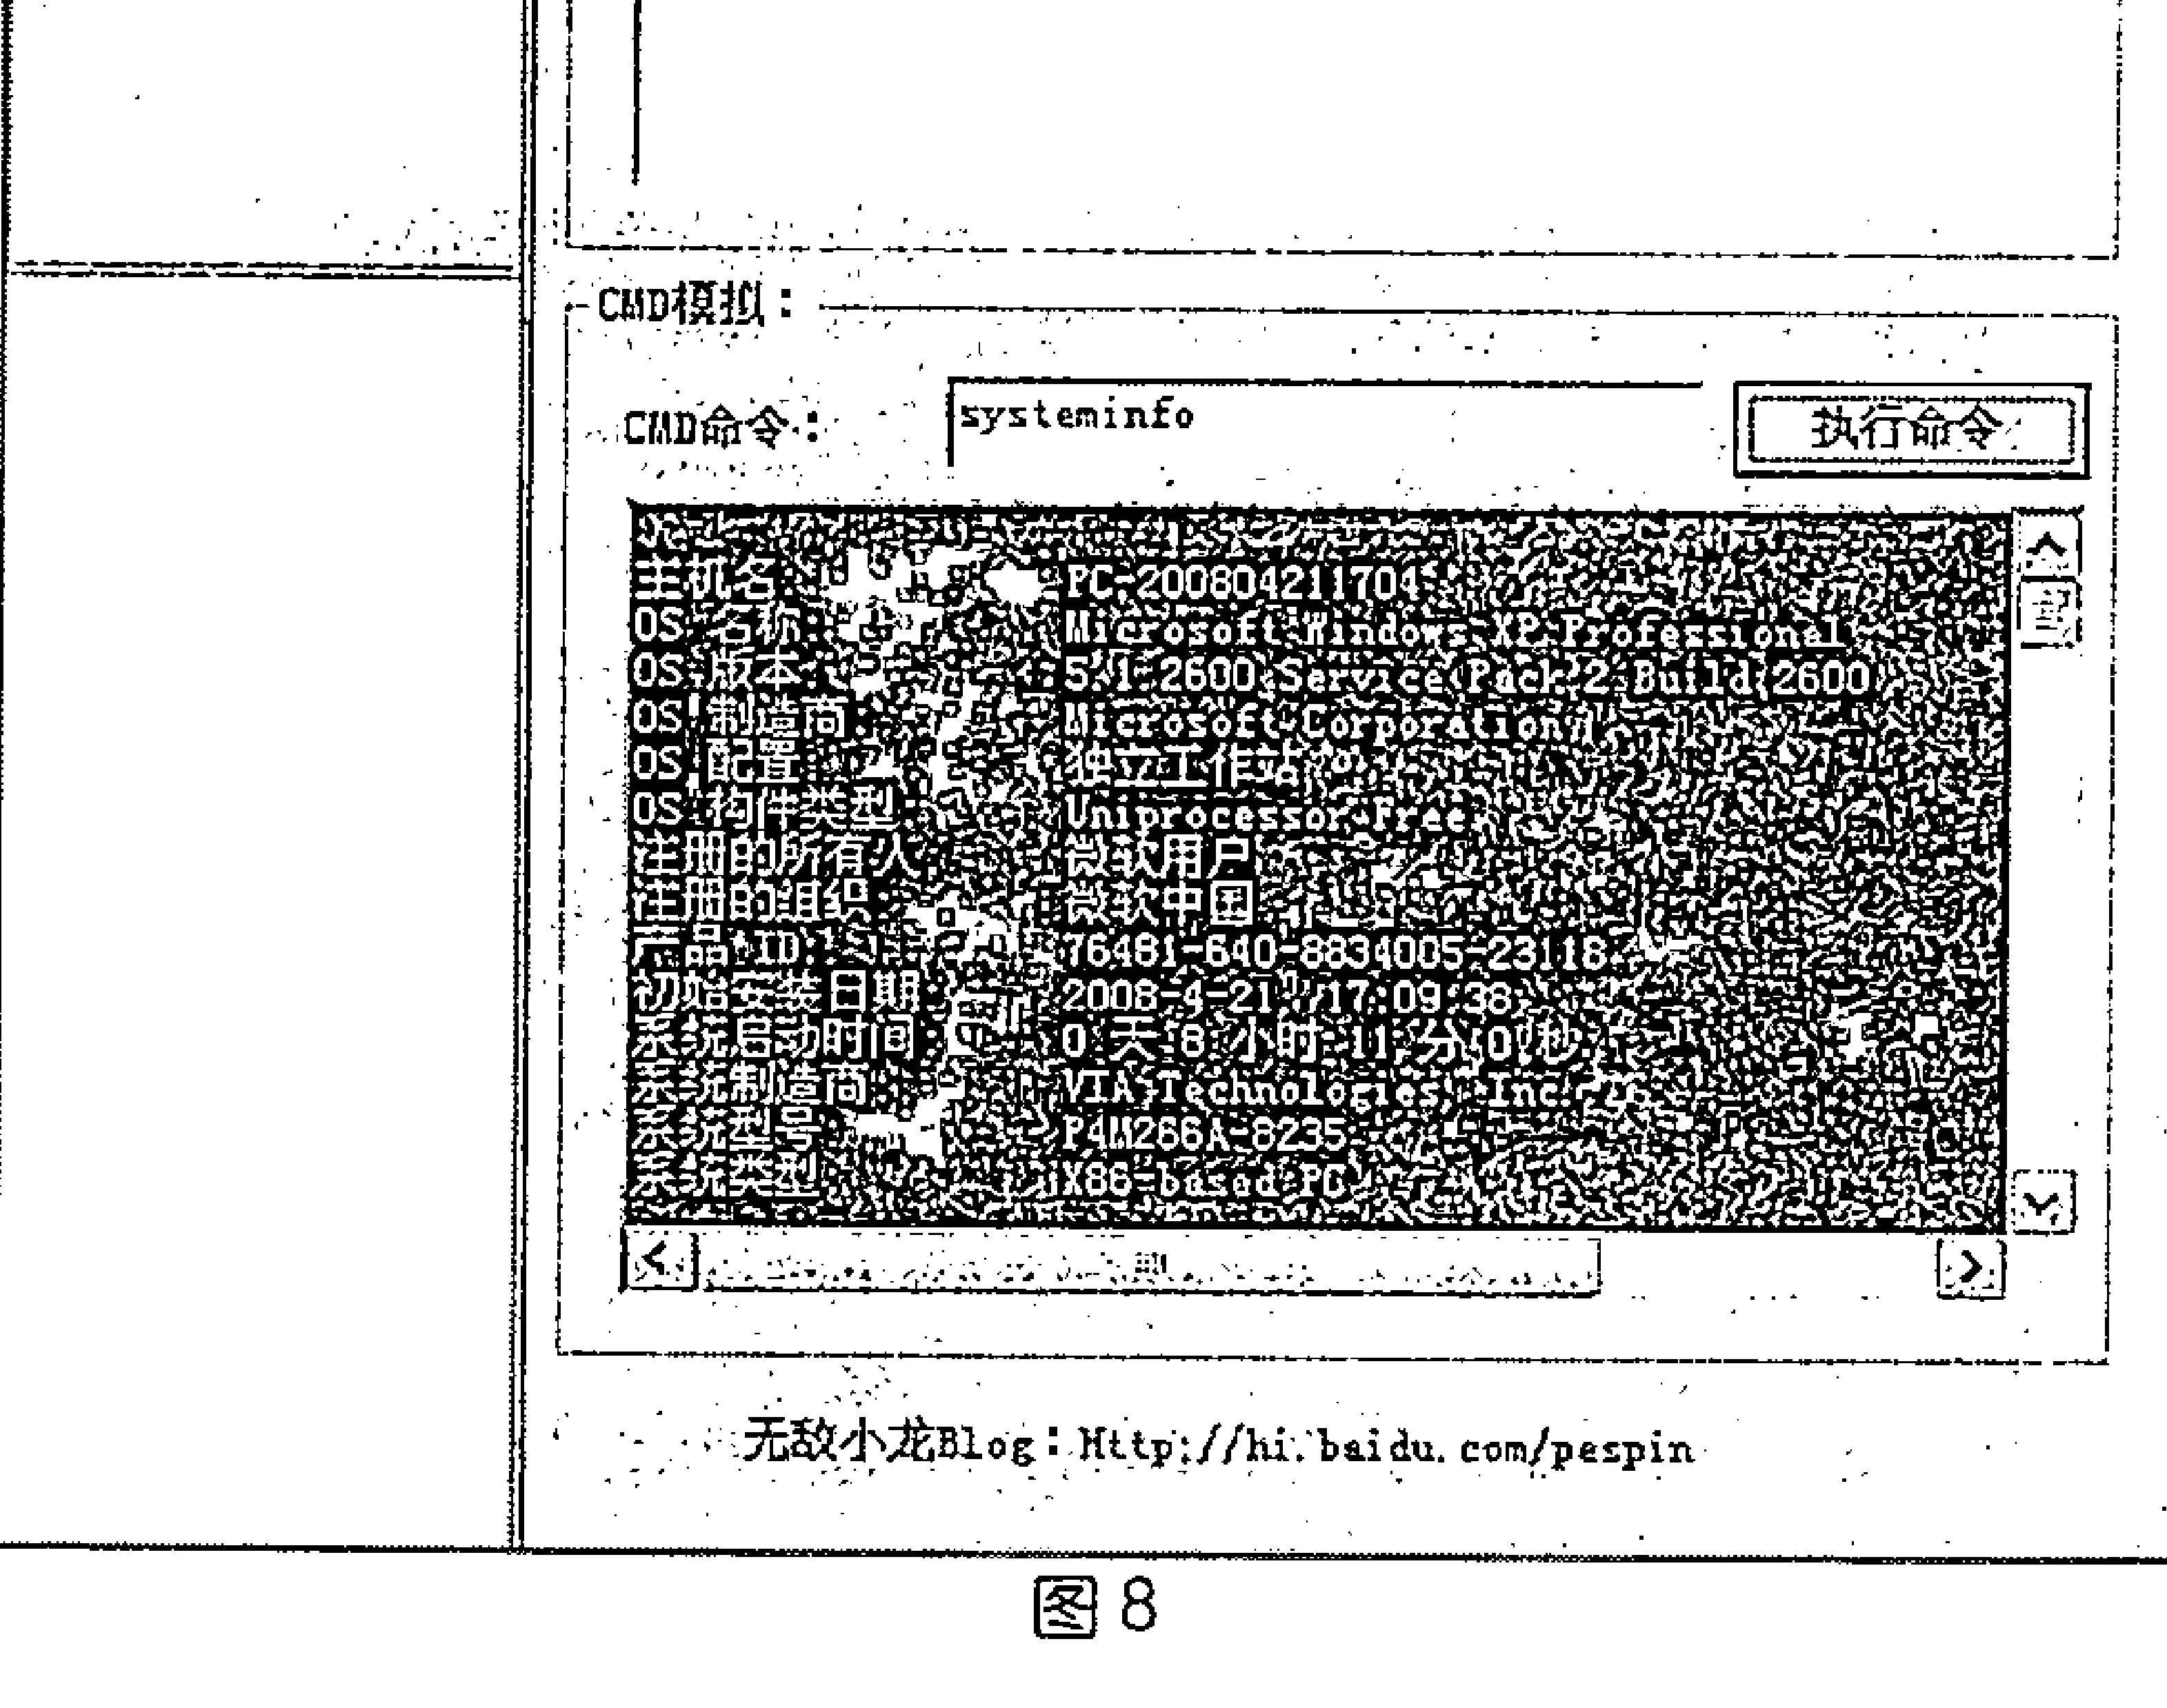 CMD模拟：
CMD命令：
systeminfo
执行命令
主机名 PC-200804211704
OS 名称 Microsoft Windows XP Professional
OS 版本 5.1.2600 Service Pack 2 Build 2600
OS 制造商 Microsoft Corporation
OS 配置 独立工作站
OS 构件类型 Uniprocessor Free
注册的所有人 微软用户
注册的组织 微软中国
产品 ID: 76481-640-8834005-23118
初始安装日期 2008-4-21, 17:09:38
系统启动时间: 0 天 8 小时 11 分 0 秒
系统制造商 VIA Technologies, Inc.
系统型号 P4M266A-8235
系统类型 X86-based PC
无敌小龙Blog：Http://hi.baidu.com/pespin
图 8